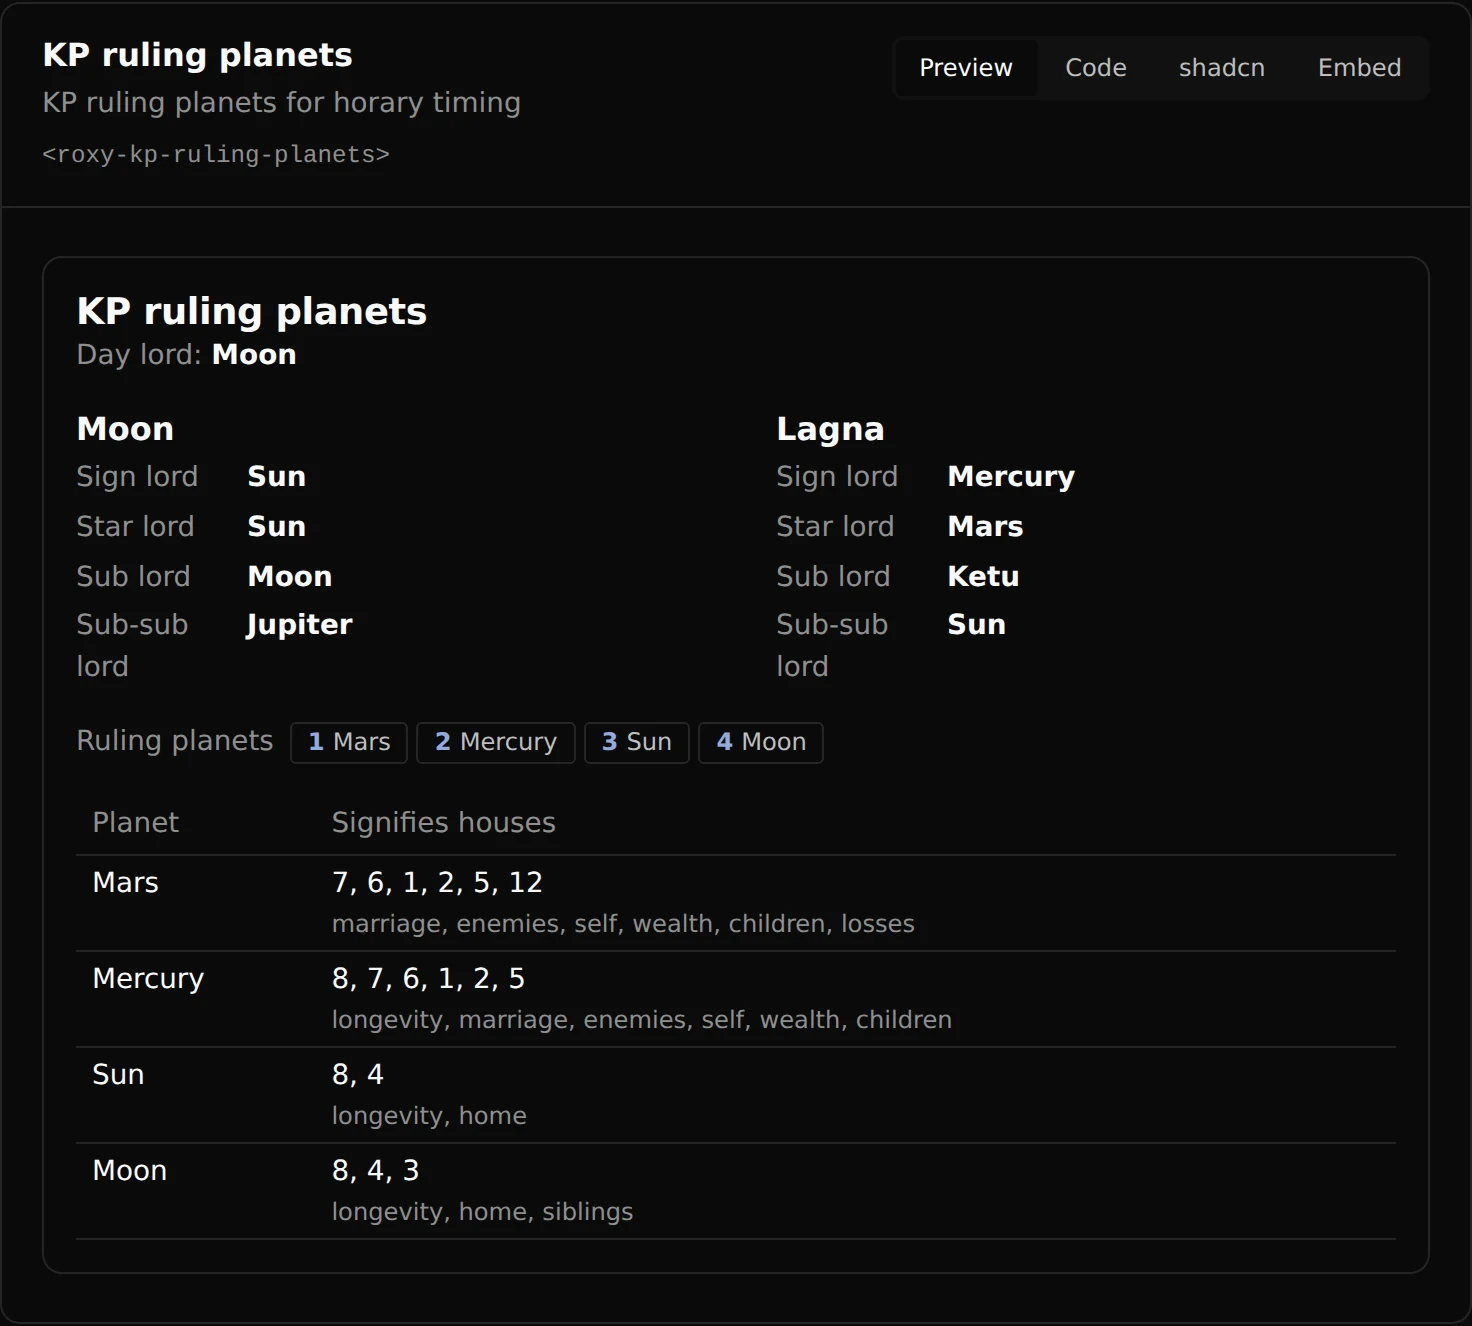 KP ruling planets
KP ruling planets for horary timing
<roxy-kp-ruling-planets>
Preview Code shadcn Embed
KP ruling planets
Day lord: Moon
Moon
Sign lord Sun
Star lord Sun
Sub lord Moon
Sub-sub lord Jupiter
Lagna
Sign lord Mercury
Star lord Mars
Sub lord Ketu
Sub-sub lord Sun
Ruling planets 1 Mars 2 Mercury 3 Sun 4 Moon
Planet Signifies houses
Mars 7, 6, 1, 2, 5, 12
marriage, enemies, self, wealth, children, losses
Mercury 8, 7, 6, 1, 2, 5
longevity, marriage, enemies, self, wealth, children
Sun 8, 4
longevity, home
Moon 8, 4, 3
longevity, home, siblings